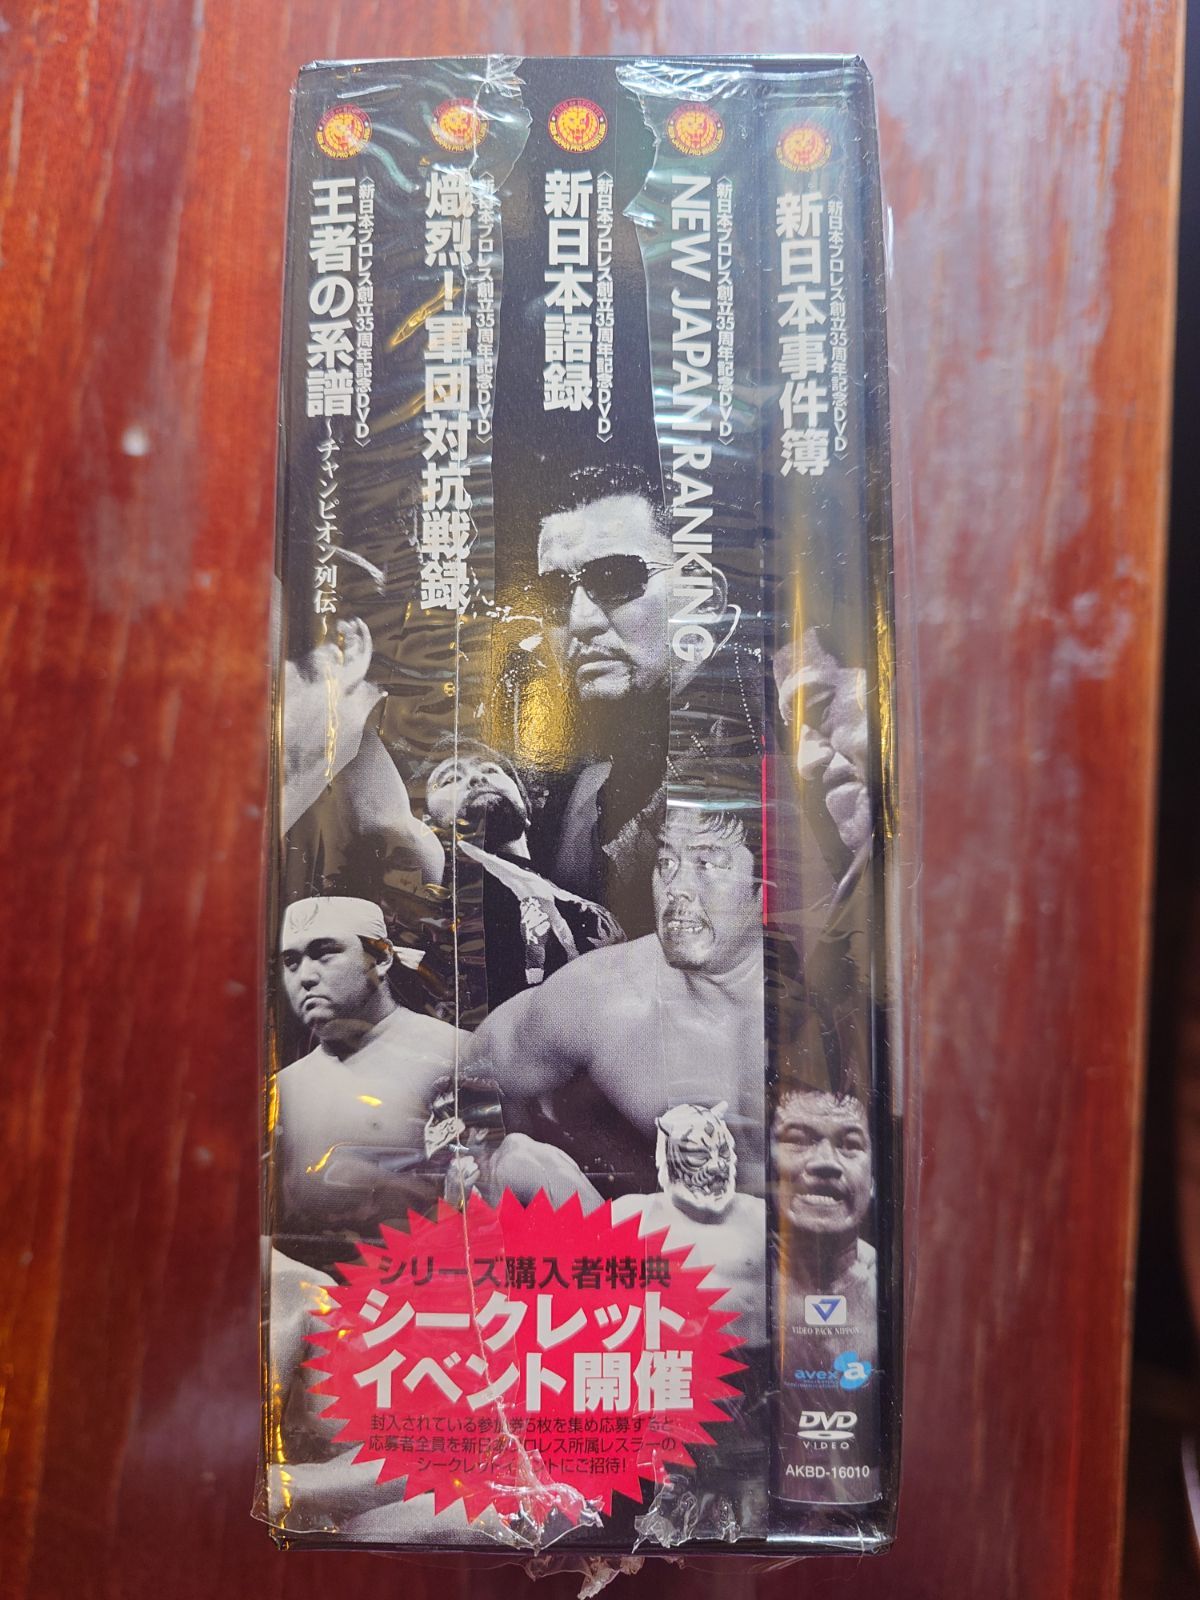 〈新日本プロレス創立35周年記念DVD〉
王者の系譜 ～チャンピオン列伝～
〈新日本プロレス創立35周年記念DVD〉
熾烈!軍団対抗戦録
〈新日本プロレス創立35周年記念DVD〉
新日本語録
〈新日本プロレス創立35周年記念DVD〉
NEW JAPAN RANKING
〈新日本プロレス創立35周年記念DVD〉
新日本事件簿
シリーズ購入者特典
シークレット
イベント開催
封入されている参加券5枚を集め応募すると
応募者全員を新日本プロレス所属レスラーの
シークレットイベントにご招待!
VIDEO PACK NIPPON
avex
DVD
VIDEO
AKBD-16010